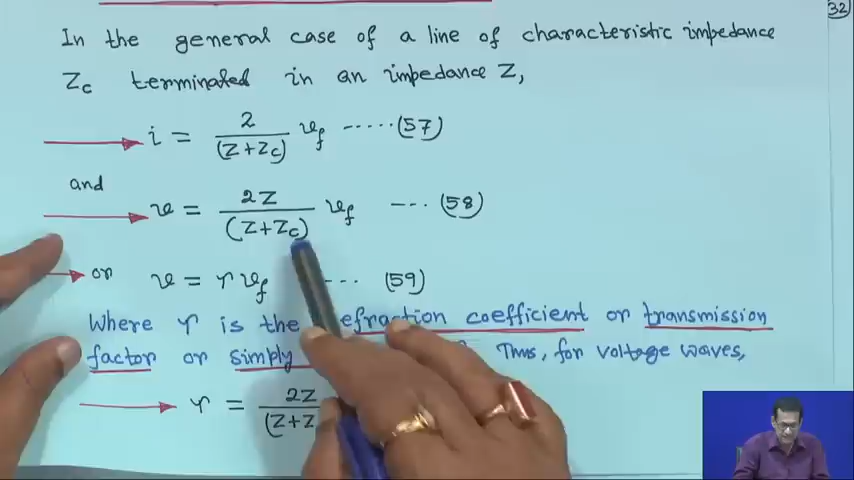 32
In the general case of a line of characteristic impedance
Zc terminated in an impedance Z,
i = 2/(Z+Zc) vf ..... (57)
and
v = 2Z/(Z+Zc) vf --- (58)
or v = τ vf ... (59)
Where τ is the refraction coefficient or transmission
factor or simply Thus, for voltage waves,
τ = 2Z/(Z+Z